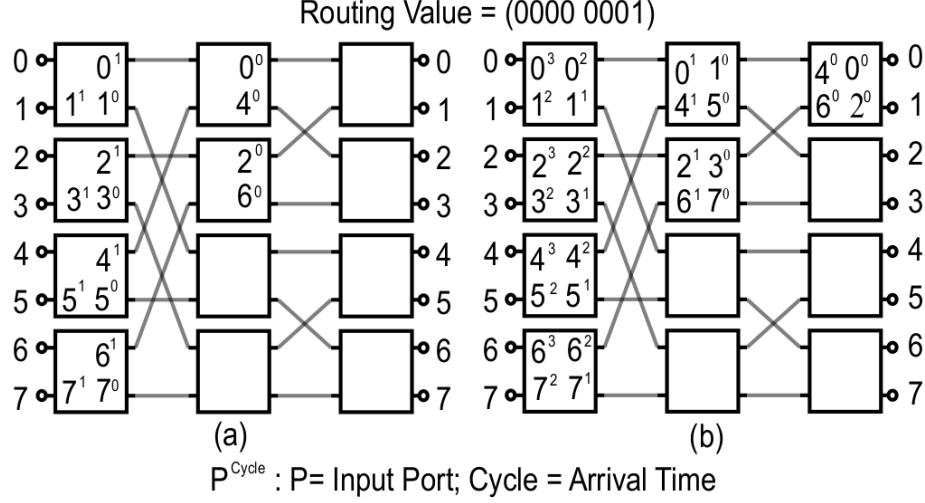 Routing Value = (0000 0001)
0 0¹ 0⁰ 0 0 0³ 0² 0¹ 1⁰ 4⁰ 0⁰ 0
1 1¹ 1⁰ 4⁰ 1 1 1² 1¹ 4¹ 5⁰ 6⁰ 2⁰ 1
2 2¹ 2⁰ 2 2 2³ 2² 2¹ 3⁰ 2
3 3¹ 3⁰ 6⁰ 3 3 3² 3¹ 6¹ 7⁰ 3
4 4¹ 4 4 4³ 4² 4
5 5¹ 5⁰ 5 5 5² 5¹ 5
6 6¹ 6 6 6³ 6² 6
7 7¹ 7⁰ 7 7 7² 7¹ 7
(a) (b)
P^Cycle : P= Input Port; Cycle = Arrival Time